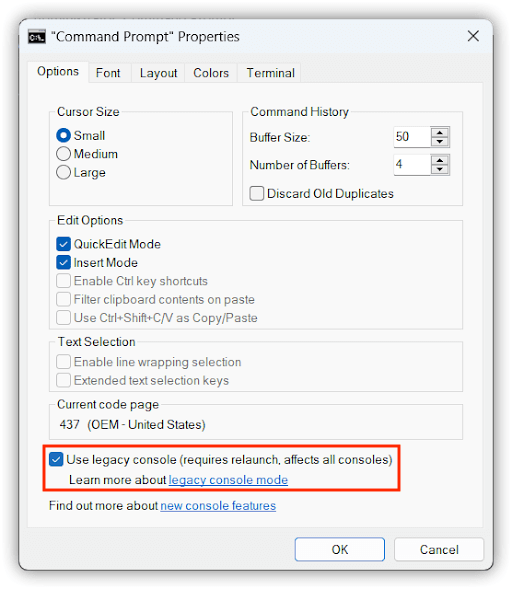 "Command Prompt" Properties
Options Font Layout Colors Terminal
Cursor Size
Small
Medium
Large
Command History
Buffer Size: 50
Number of Buffers: 4
Discard Old Duplicates
Edit Options
QuickEdit Mode
Insert Mode
Enable Ctrl key shortcuts
Filter clipboard contents on paste
Use Ctrl+Shift+C/V as Copy/Paste
Text Selection
Enable line wrapping selection
Extended text selection keys
Current code page
437 (OEM - United States)
Use legacy console (requires relaunch, affects all consoles)
Learn more about legacy console mode
Find out more about new console features
OK Cancel